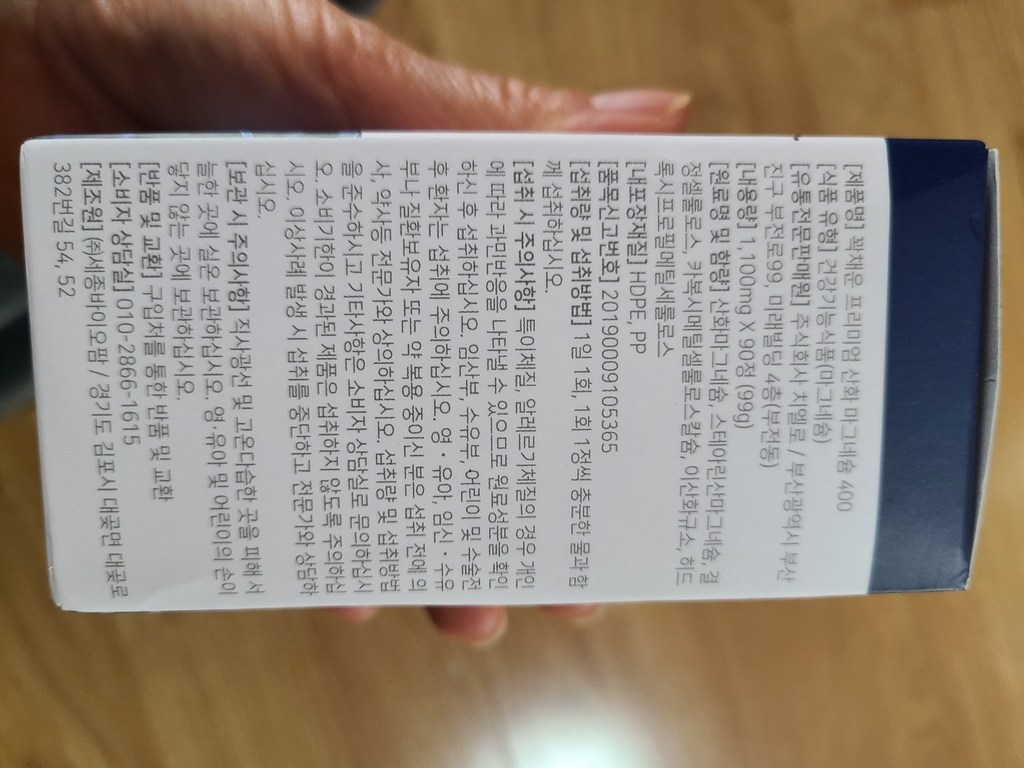 [제품명] 꽉채운 프리미엄 산화 마그네슘 400
[식품 유형] 건강기능식품(마그네슘)
[유통전문판매원] 주식회사 치엘로 / 부산광역시 부산
진구 부전로99, 미래빌딩 4층(부전동)
[내용량] 1,100mg X 90정 (99g)
[원료명 및 함량] 산화마그네슘, 스테아린산마그네슘, 결
정셀룰로스, 카복시메틸셀룰로스칼슘, 이산화규소, 히드
록시프로필메틸셀룰로스
[내포장재질] HDPE, PP
[품목신고번호] 20190009105365
[섭취량 및 섭취방법] 1일 1회, 1회 1정씩 충분한 물과 함
께 섭취하십시오.
[섭취 시 주의사항] 특이체질, 알레르기체질의 경우 개인
에 따라 과민반응을 나타낼 수 있으므로 원료성분을 확인
하신 후 섭취하십시오. 임산부, 수유부, 어린이 및 수술전
후 환자는 섭취에 주의하십시오. 영・유아, 임신・수유
부나 질환보유자 또는 약 복용 중이신 분은 섭취 전에 의
사, 약사등 전문가와 상의하십시오. 섭취량 및 섭취방법
을 준수하시고 기타사항은 소비자 상담실로 문의하십시
오. 소비기한이 경과된 제품은 섭취하지 않도록 주의하십
시오. 이상사례 발생 시 섭취를 중단하고 전문가와 상담하
십시오.
[보관 시 주의사항] 직사광선 및 고온다습한 곳을 피해 서
늘한 곳에 실온 보관하십시오. 영·유아 및 어린이의 손이
닿지 않는 곳에 보관하십시오.
[반품 및 교환] 구입처를 통한 반품 및 교환
[소비자 상담실] 010-2866-1615
[제조원] ㈜세종바이오팜 / 경기도 김포시 대곶면 대곶로
382번길 54, 52